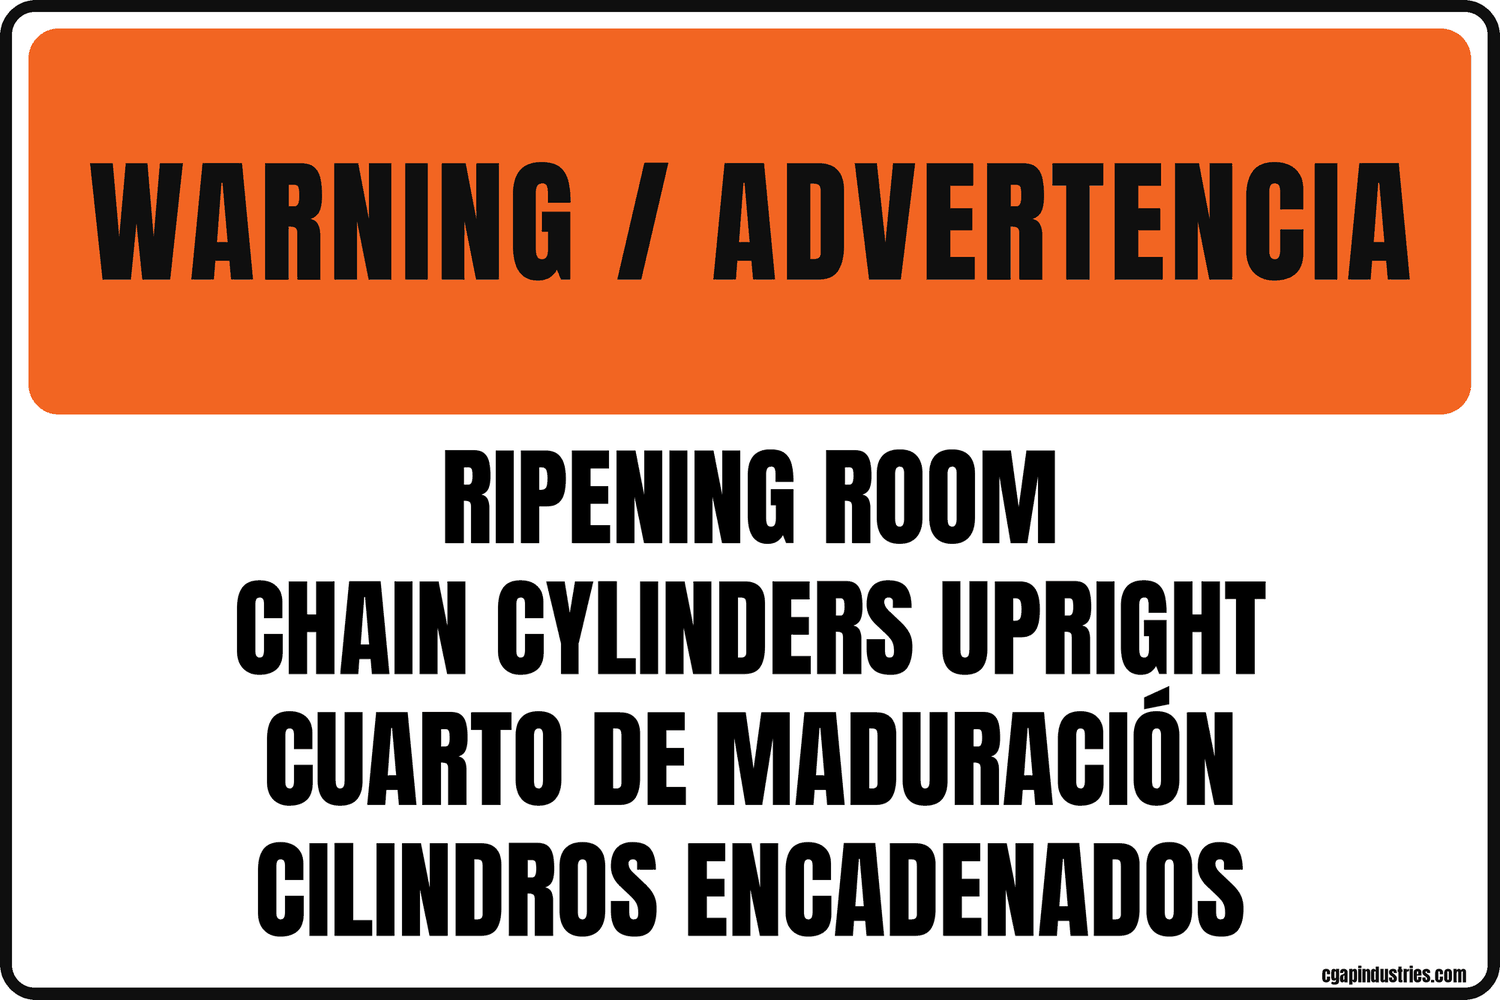 WARNING / ADVERTENCIA
RIPENING ROOM
CHAIN CYLINDERS UPRIGHT
CUARTO DE MADURACIÓN
CILINDROS ENCADENADOS
cgapindustries.com